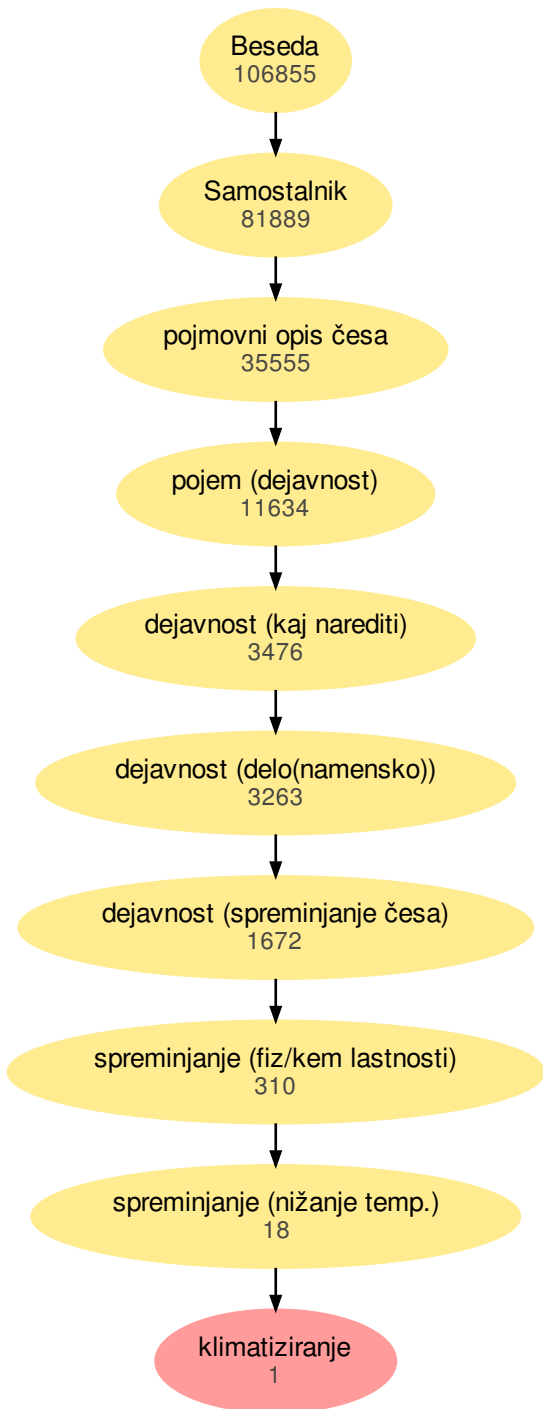 Beseda
106855
Samostalnik
81889
pojmovni opis česa
35555
pojem (dejavnost)
11634
dejavnost (kaj narediti)
3476
dejavnost (delo(namensko))
3263
dejavnost (spreminjanje česa)
1672
spreminjanje (fiz/kem lastnosti)
310
spreminjanje (nižanje temp.)
18
klimatiziranje
1